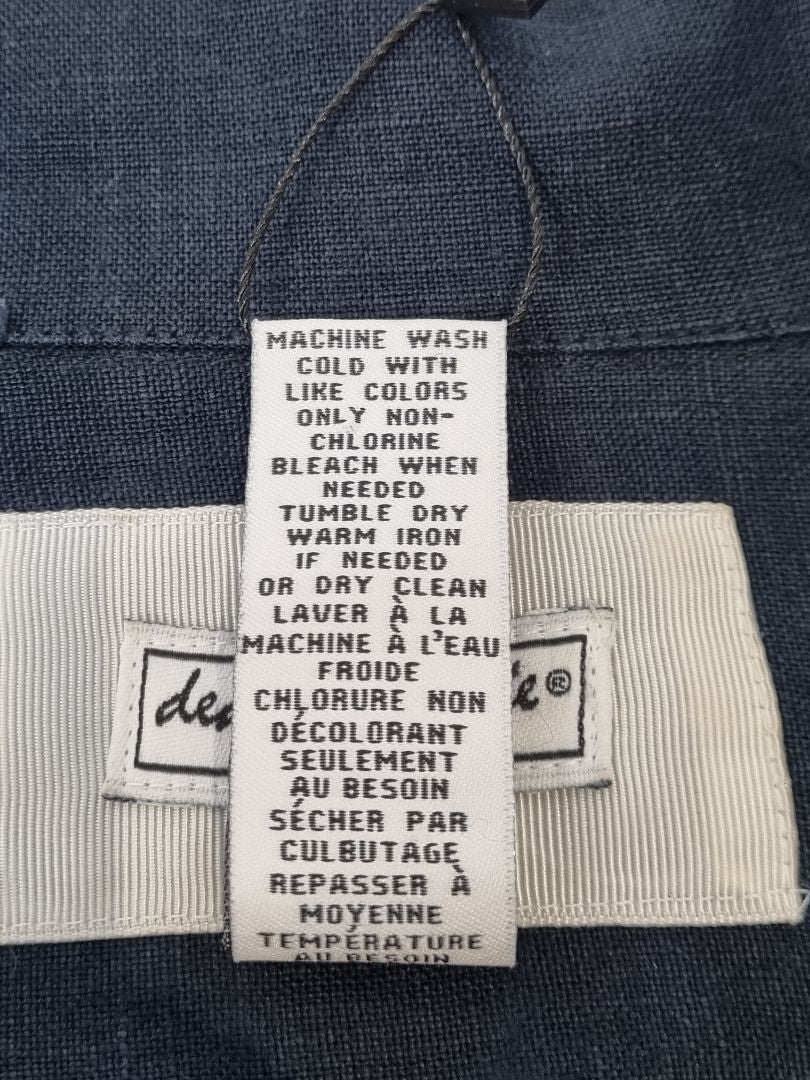 MACHINE WASH
COLD WITH
LIKE COLORS
ONLY NON-
CHLORINE
BLEACH WHEN
NEEDED
TUMBLE DRY
WARM IRON
IF NEEDED
OR DRY CLEAN
LAVER À LA
MACHINE À L'EAU
FROIDE
CHLORURE NON
DÉCOLORANT
SEULEMENT
AU BESOIN
SÉCHER PAR
CULBUTAGE
REPASSER À
MOYENNE
TEMPÉRATURE
AU BESOIN